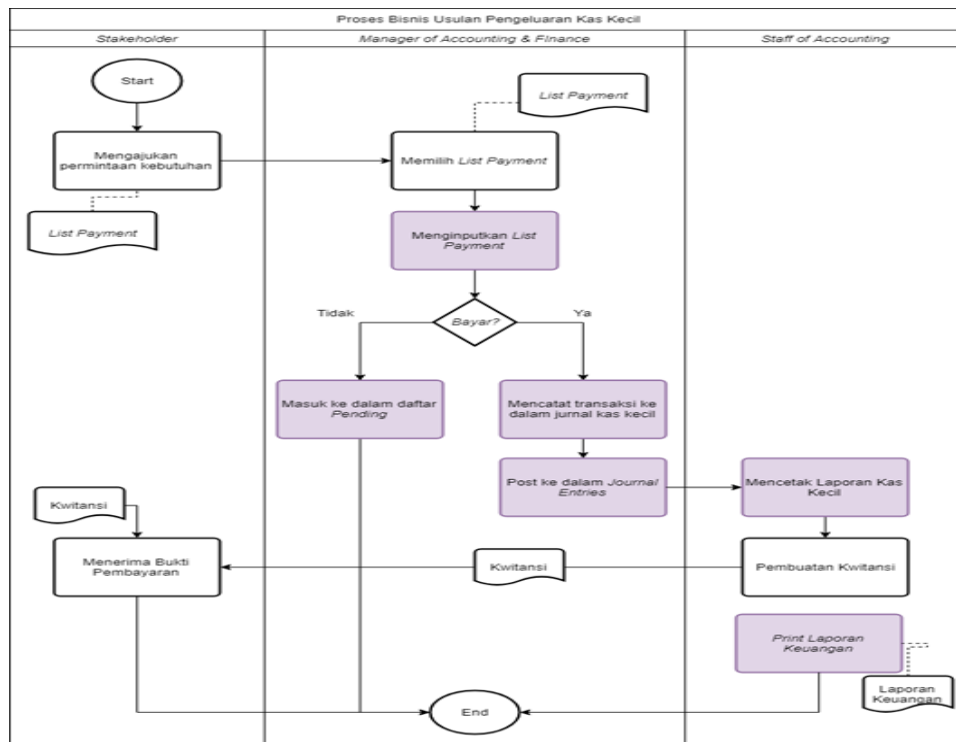 Proses Bisnis Usulan Pengeluaran Kas Kecil
Stakeholder
Manager of Accounting & FInance
Staff of Accounting
Start
List Payment
Mengajukan
permintaan kebutuhan
Memilih List Payment
List Payment
Menginputkan List
Payment
Bayar?
Tidak
Ya
Masuk ke dalam daftar
Pending
Mencatat transaksi ke
dalam jurnal kas kecil
Post ke dalam Journal
Entries
Mencetak Laporan Kas
Kecil
Kwitansi
Menerima Bukti
Pembayaran
Kwitansi
Pembuatan Kwitansi
Print Laporan
Keuangan
Laporan
Keuangan
End